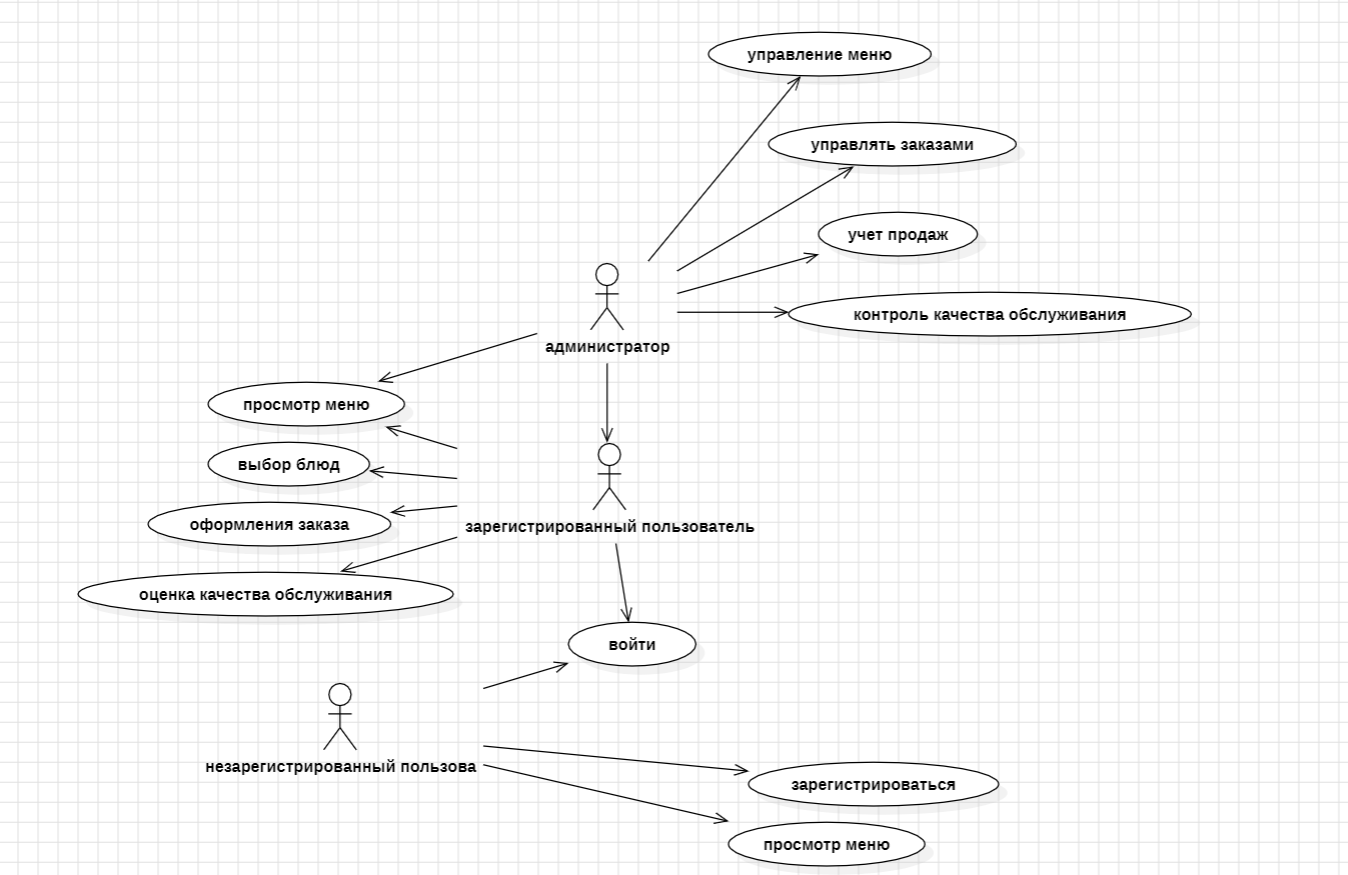 управление меню
управлять заказами
учет продаж
контроль качества обслуживания
администратор
просмотр меню
выбор блюд
оформления заказа
зарегистрированный пользователь
оценка качества обслуживания
войти
незарегистрированный пользова
зарегистрироваться
просмотр меню